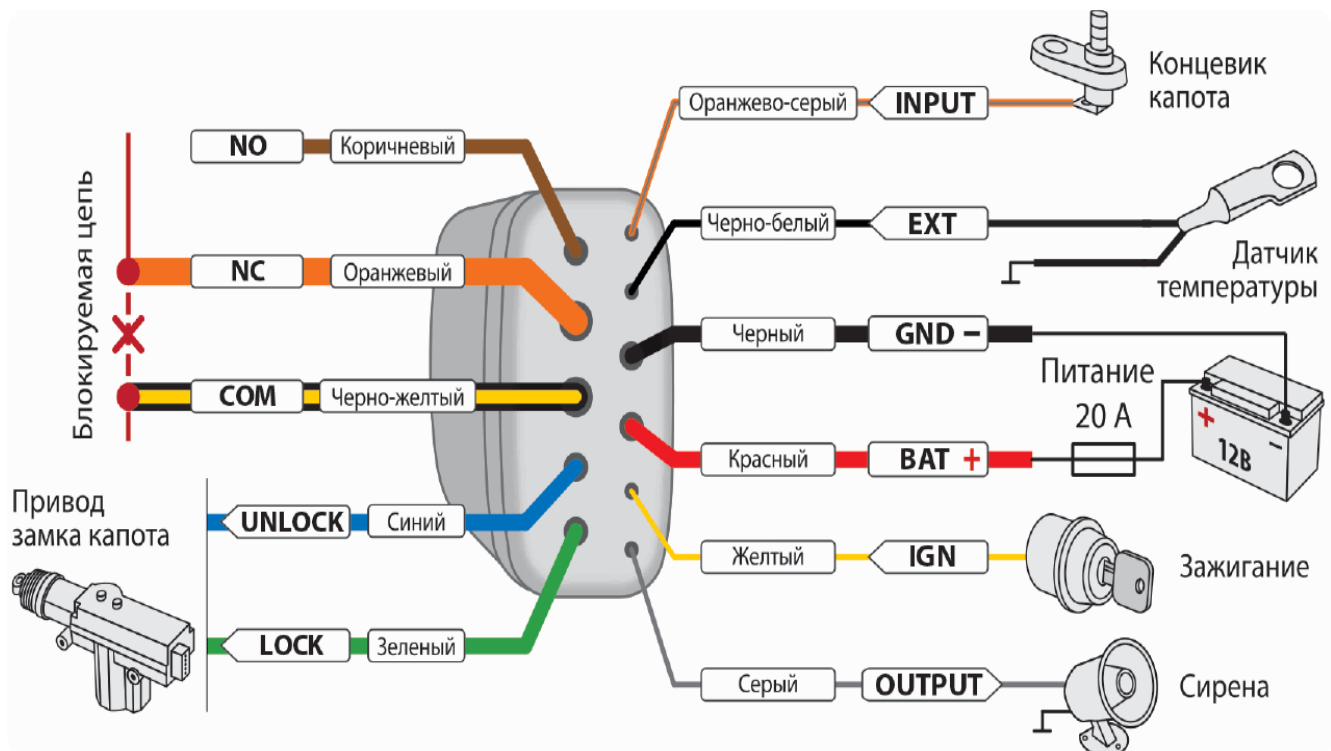 Блокируемая цепь
NO
Коричневый
NC
Оранжевый
COM
Черно-желтый
Привод
замка капота
UNLOCK
Синий
LOCK
Зеленый
Оранжево-серый
INPUT
Концевик
капота
Черно-белый
EXT
Датчик
температуры
Черный
GND −
Питание
20 А
Красный
BAT +
+ −
12В
Желтый
IGN
Зажигание
Серый
OUTPUT
Сирена